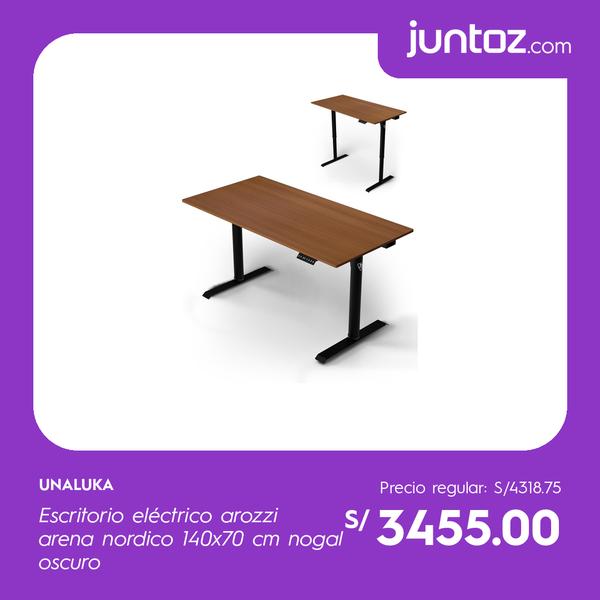 juntoz.com
UNALUKA
Escritorio eléctrico arozzi
arena nordico 140x70 cm nogal
oscuro
Precio regular: S/4318.75
S/ 3455.00